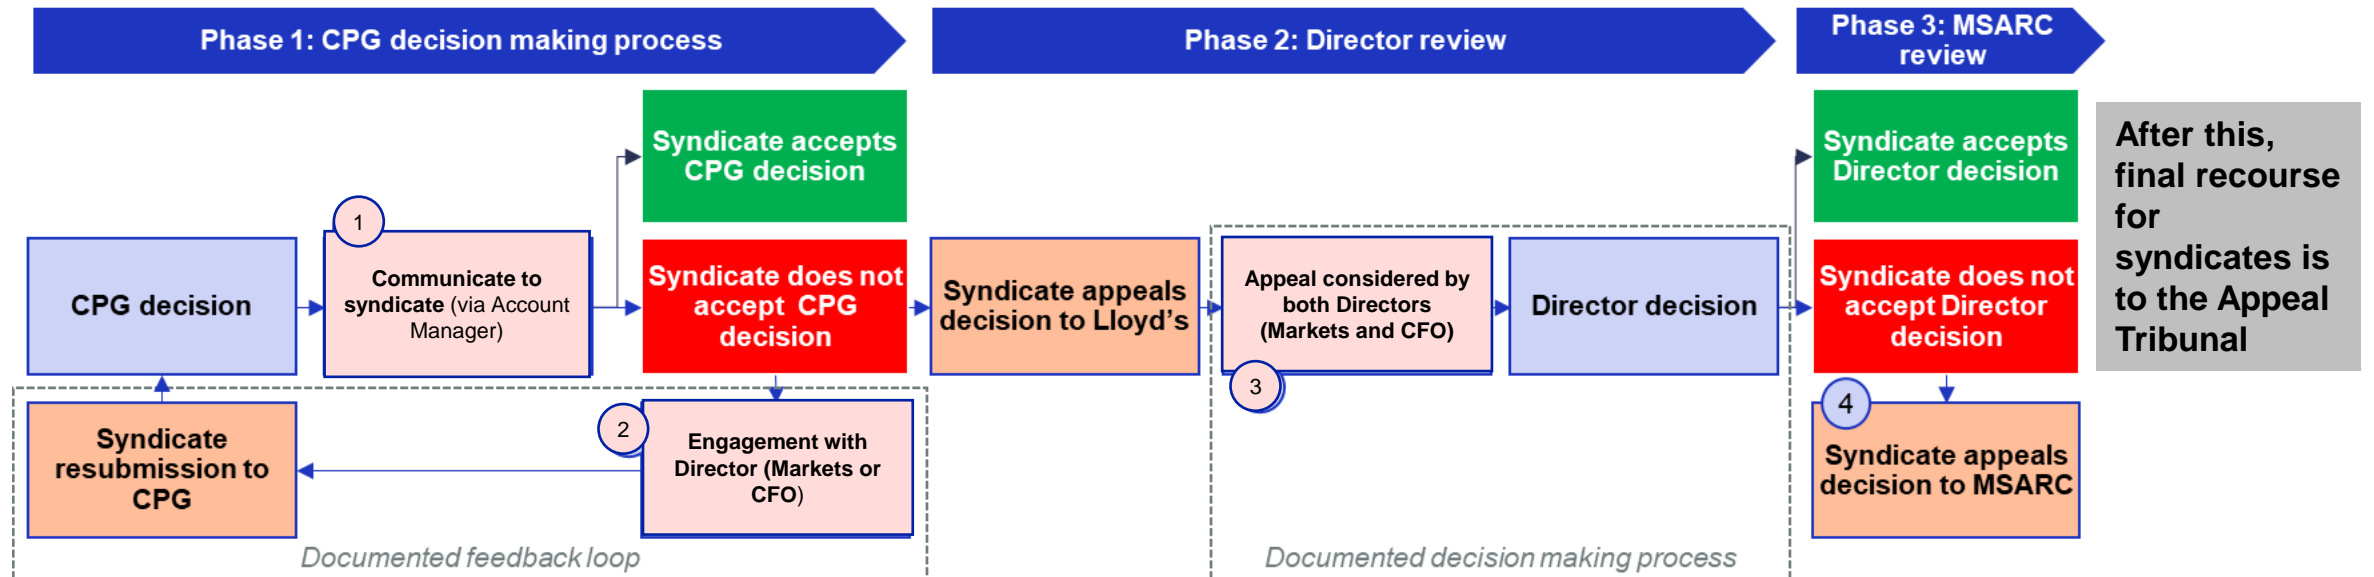 Phase 1: CPG decision making process
Phase 2: Director review
Phase 3: MSARC
review
Syndicate accepts
CPG decision
Syndicate accepts
Director decision
After this,
final recourse
for
syndicates is
to the Appeal
Tribunal
1
CPG decision
Communicate to
syndicate (via Account
Manager)
Syndicate does not
accept CPG
decision
Syndicate appeals
decision to Lloyd's
Appeal considered by
both Directors
(Markets and CFO)
3
Director decision
Syndicate does not
accept Director
decision
Syndicate
resubmission to
CPG
2
Engagement with
Director (Markets or
CFO)
4
Syndicate appeals
decision to MSARC
Documented feedback loop
Documented decision making process